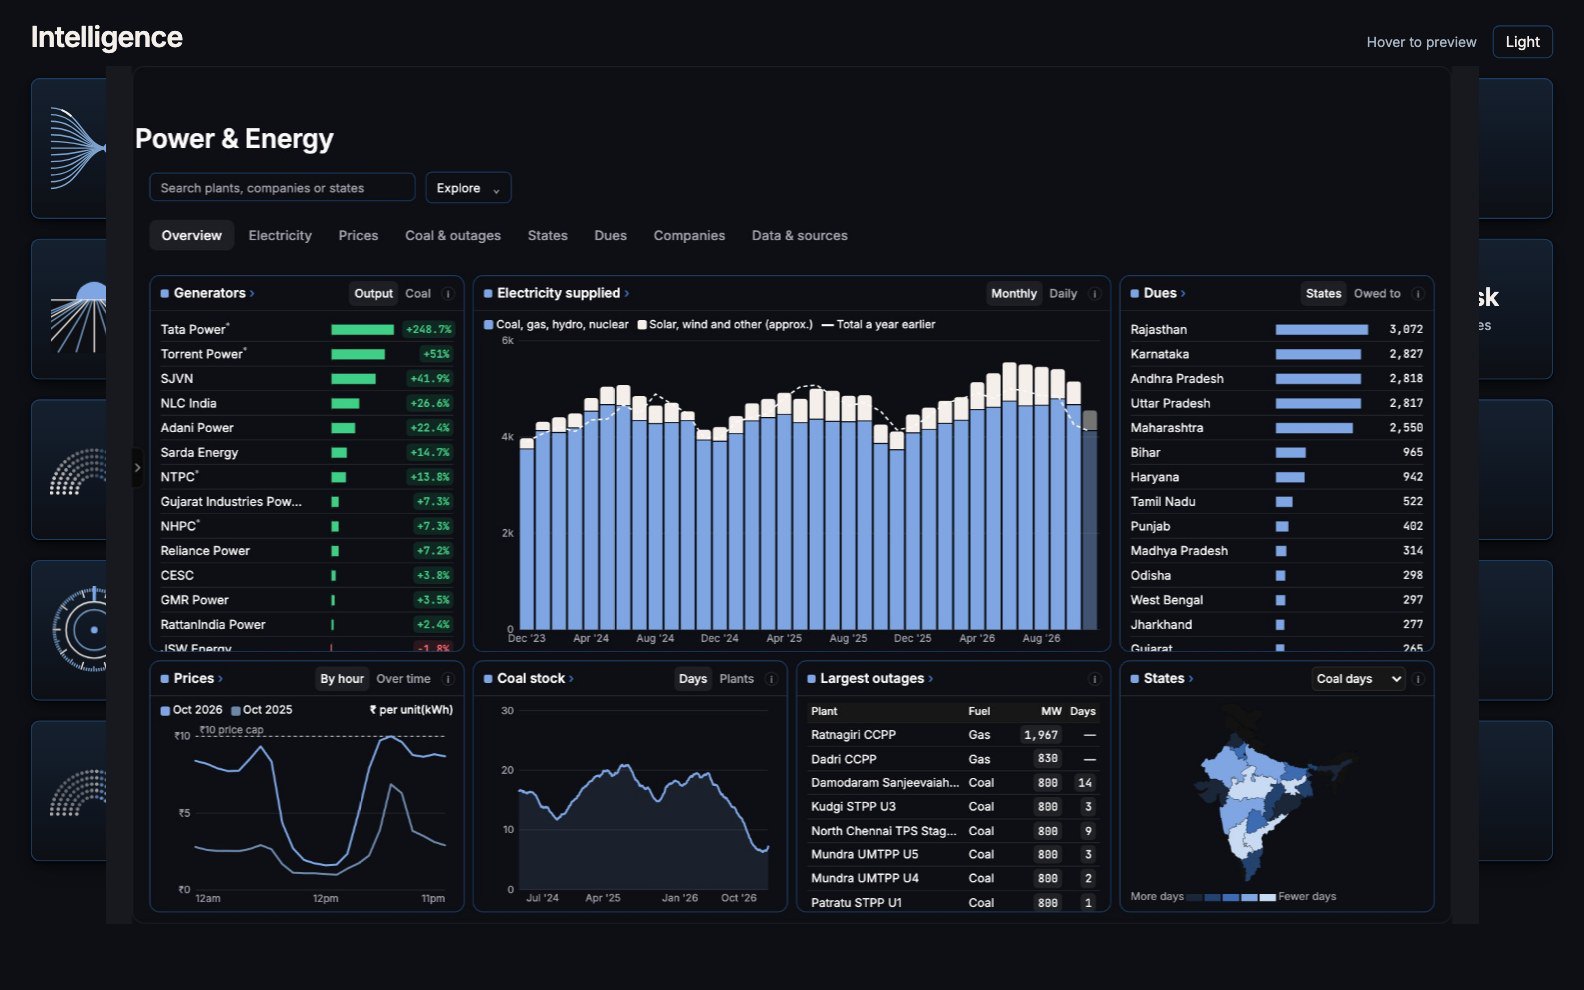 Intelligence
Hover to preview
Light
Power & Energy
Search plants, companies or states
Explore
Overview
Electricity
Prices
Coal & outages
States
Dues
Companies
Data & sources
Generators ›
Output
Coal
i
Tata Power* +248.7%
Torrent Power* +51%
SJVN +41.9%
NLC India +26.6%
Adani Power +22.4%
Sarda Energy +14.7%
NTPC* +13.8%
Gujarat Industries Pow... +7.3%
NHPC* +7.3%
Reliance Power +7.2%
CESC +3.8%
GMR Power +3.5%
RattanIndia Power +2.4%
JSW Energy -1.8%
Electricity supplied ›
Monthly
Daily
i
Coal, gas, hydro, nuclear
Solar, wind and other (approx.)
Total a year earlier
6k
4k
2k
0
Dec '23
Apr '24
Aug '24
Dec '24
Apr '25
Aug '25
Dec '25
Apr '26
Aug '26
Dues ›
States
Owed to
i
Rajasthan 3,072
Karnataka 2,827
Andhra Pradesh 2,818
Uttar Pradesh 2,817
Maharashtra 2,550
Bihar 965
Haryana 942
Tamil Nadu 522
Punjab 402
Madhya Pradesh 314
Odisha 298
West Bengal 297
Jharkhand 277
Gujarat 265
sk
es
Prices ›
By hour
Over time
i
Oct 2026
Oct 2025
₹ per unit(kWh)
₹10 price cap
₹10
₹5
₹0
12am
12pm
11pm
Coal stock ›
Days
Plants
i
30
20
10
0
Jul '24
Apr '25
Jan '26
Oct '26
Largest outages ›
i
Plant Fuel MW Days
Ratnagiri CCPP Gas 1,967 —
Dadri CCPP Gas 830 —
Damodaram Sanjeevaiah... Coal 800 14
Kudgi STPP U3 Coal 800 3
North Chennai TPS Stag... Coal 800 9
Mundra UMTPP U5 Coal 800 3
Mundra UMTPP U4 Coal 800 2
Patratu STPP U1 Coal 800 1
States ›
Coal days
i
More days
Fewer days